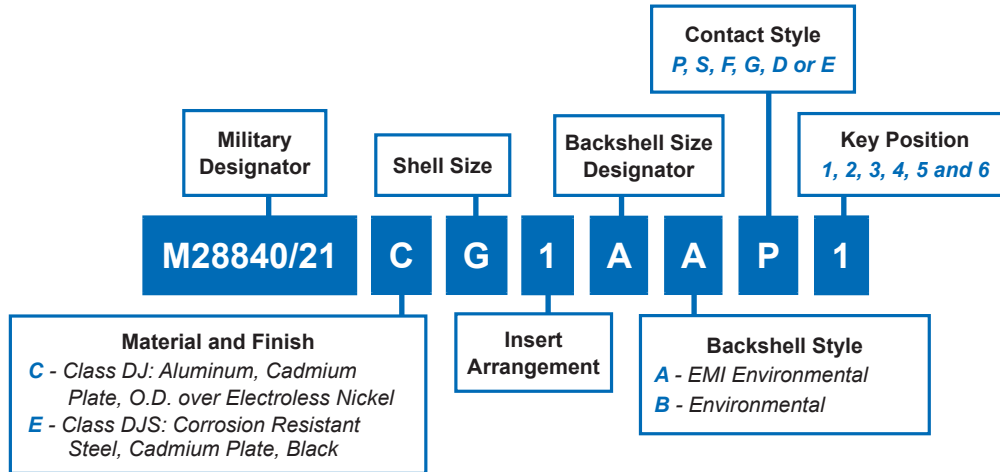 Contact Style
P, S, F, G, D or E
Military
Designator
Shell Size
Backshell Size
Designator
Key Position
1, 2, 3, 4, 5 and 6
M28840/21 C G 1 A A P 1
Material and Finish
C - Class DJ: Aluminum, Cadmium
Plate, O.D. over Electroless Nickel
E - Class DJS: Corrosion Resistant
Steel, Cadmium Plate, Black
Insert
Arrangement
Backshell Style
A - EMI Environmental
B - Environmental